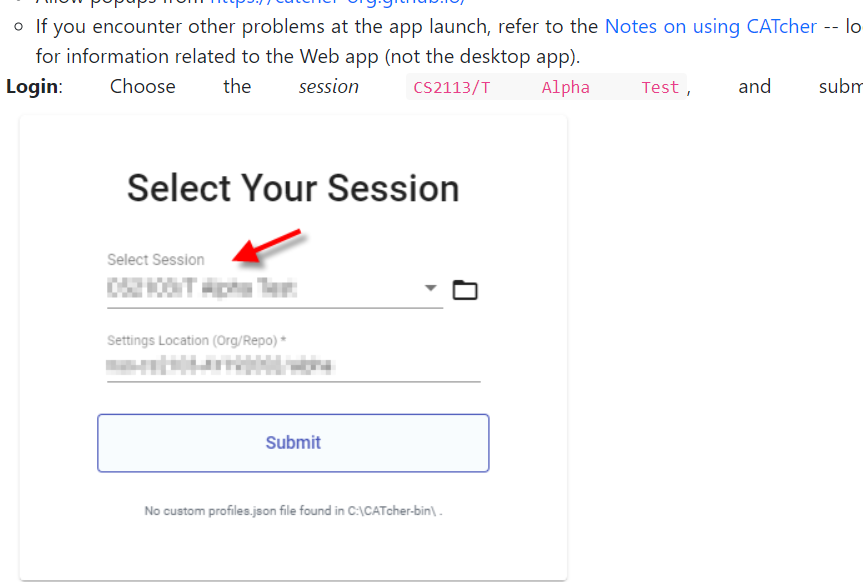 Allow popups from https://catcher-org.github.io/
If you encounter other problems at the app launch, refer to the Notes on using CATcher -- lo
for information related to the Web app (not the desktop app).
Login: Choose the session CS2113/T Alpha Test, and subm
Select Your Session
Select Session
Settings Location (Org/Repo) *
Submit
No custom profiles.json file found in C:\CATcher-bin\ .